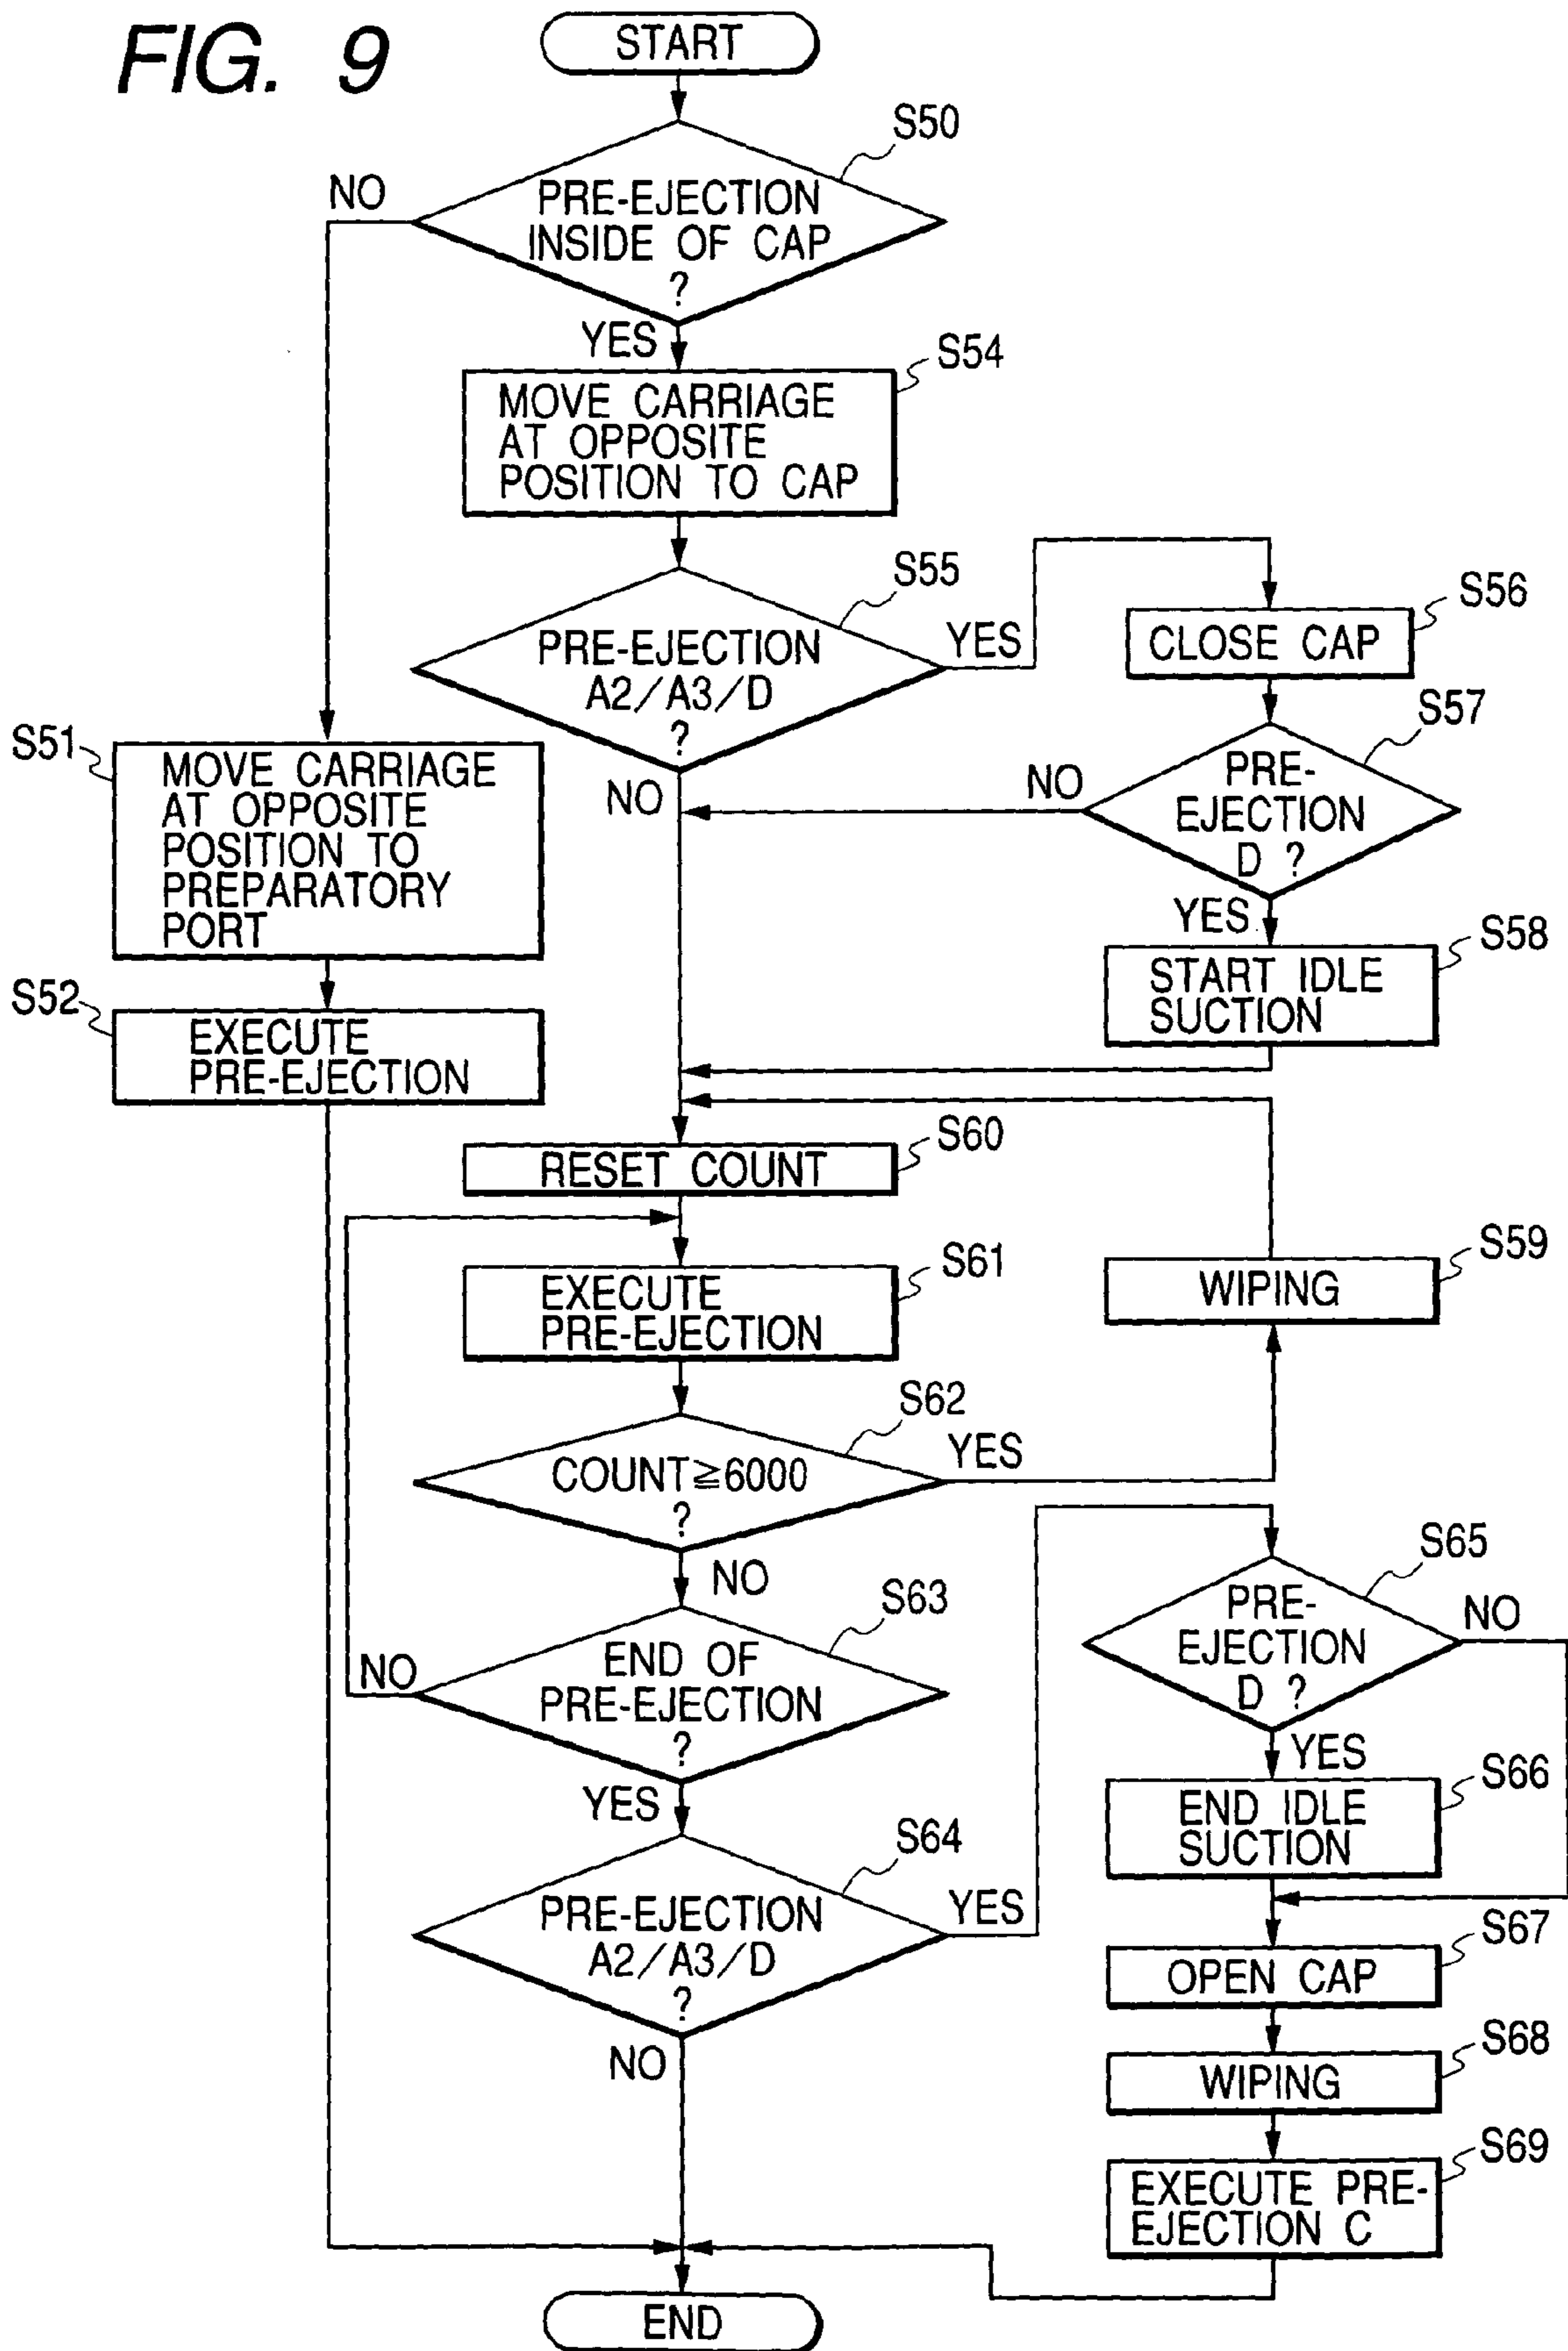 FIG. 9
START
S50
NO
PRE-EJECTION
INSIDE OF CAP
?
YES
S54
MOVE CARRIAGE
AT OPPOSITE
POSITION TO CAP
S55
PRE-EJECTION
A2/A3/D
?
YES
S56
CLOSE CAP
S57
PRE-
EJECTION
D ?
NO
NO
S51
MOVE CARRIAGE
AT OPPOSITE
POSITION TO
PREPARATORY
PORT
YES
S58
START IDLE
SUCTION
S52
EXECUTE
PRE-EJECTION
S60
RESET COUNT
S61
EXECUTE
PRE-EJECTION
S59
WIPING
S62
COUNT≧6000
?
YES
NO
S63
END OF
PRE-EJECTION
?
NO
YES
S65
PRE-
EJECTION
D ?
NO
YES
S66
END IDLE
SUCTION
S64
PRE-EJECTION
A2/A3/D
?
YES
NO
S67
OPEN CAP
S68
WIPING
S69
EXECUTE PRE-
EJECTION C
END